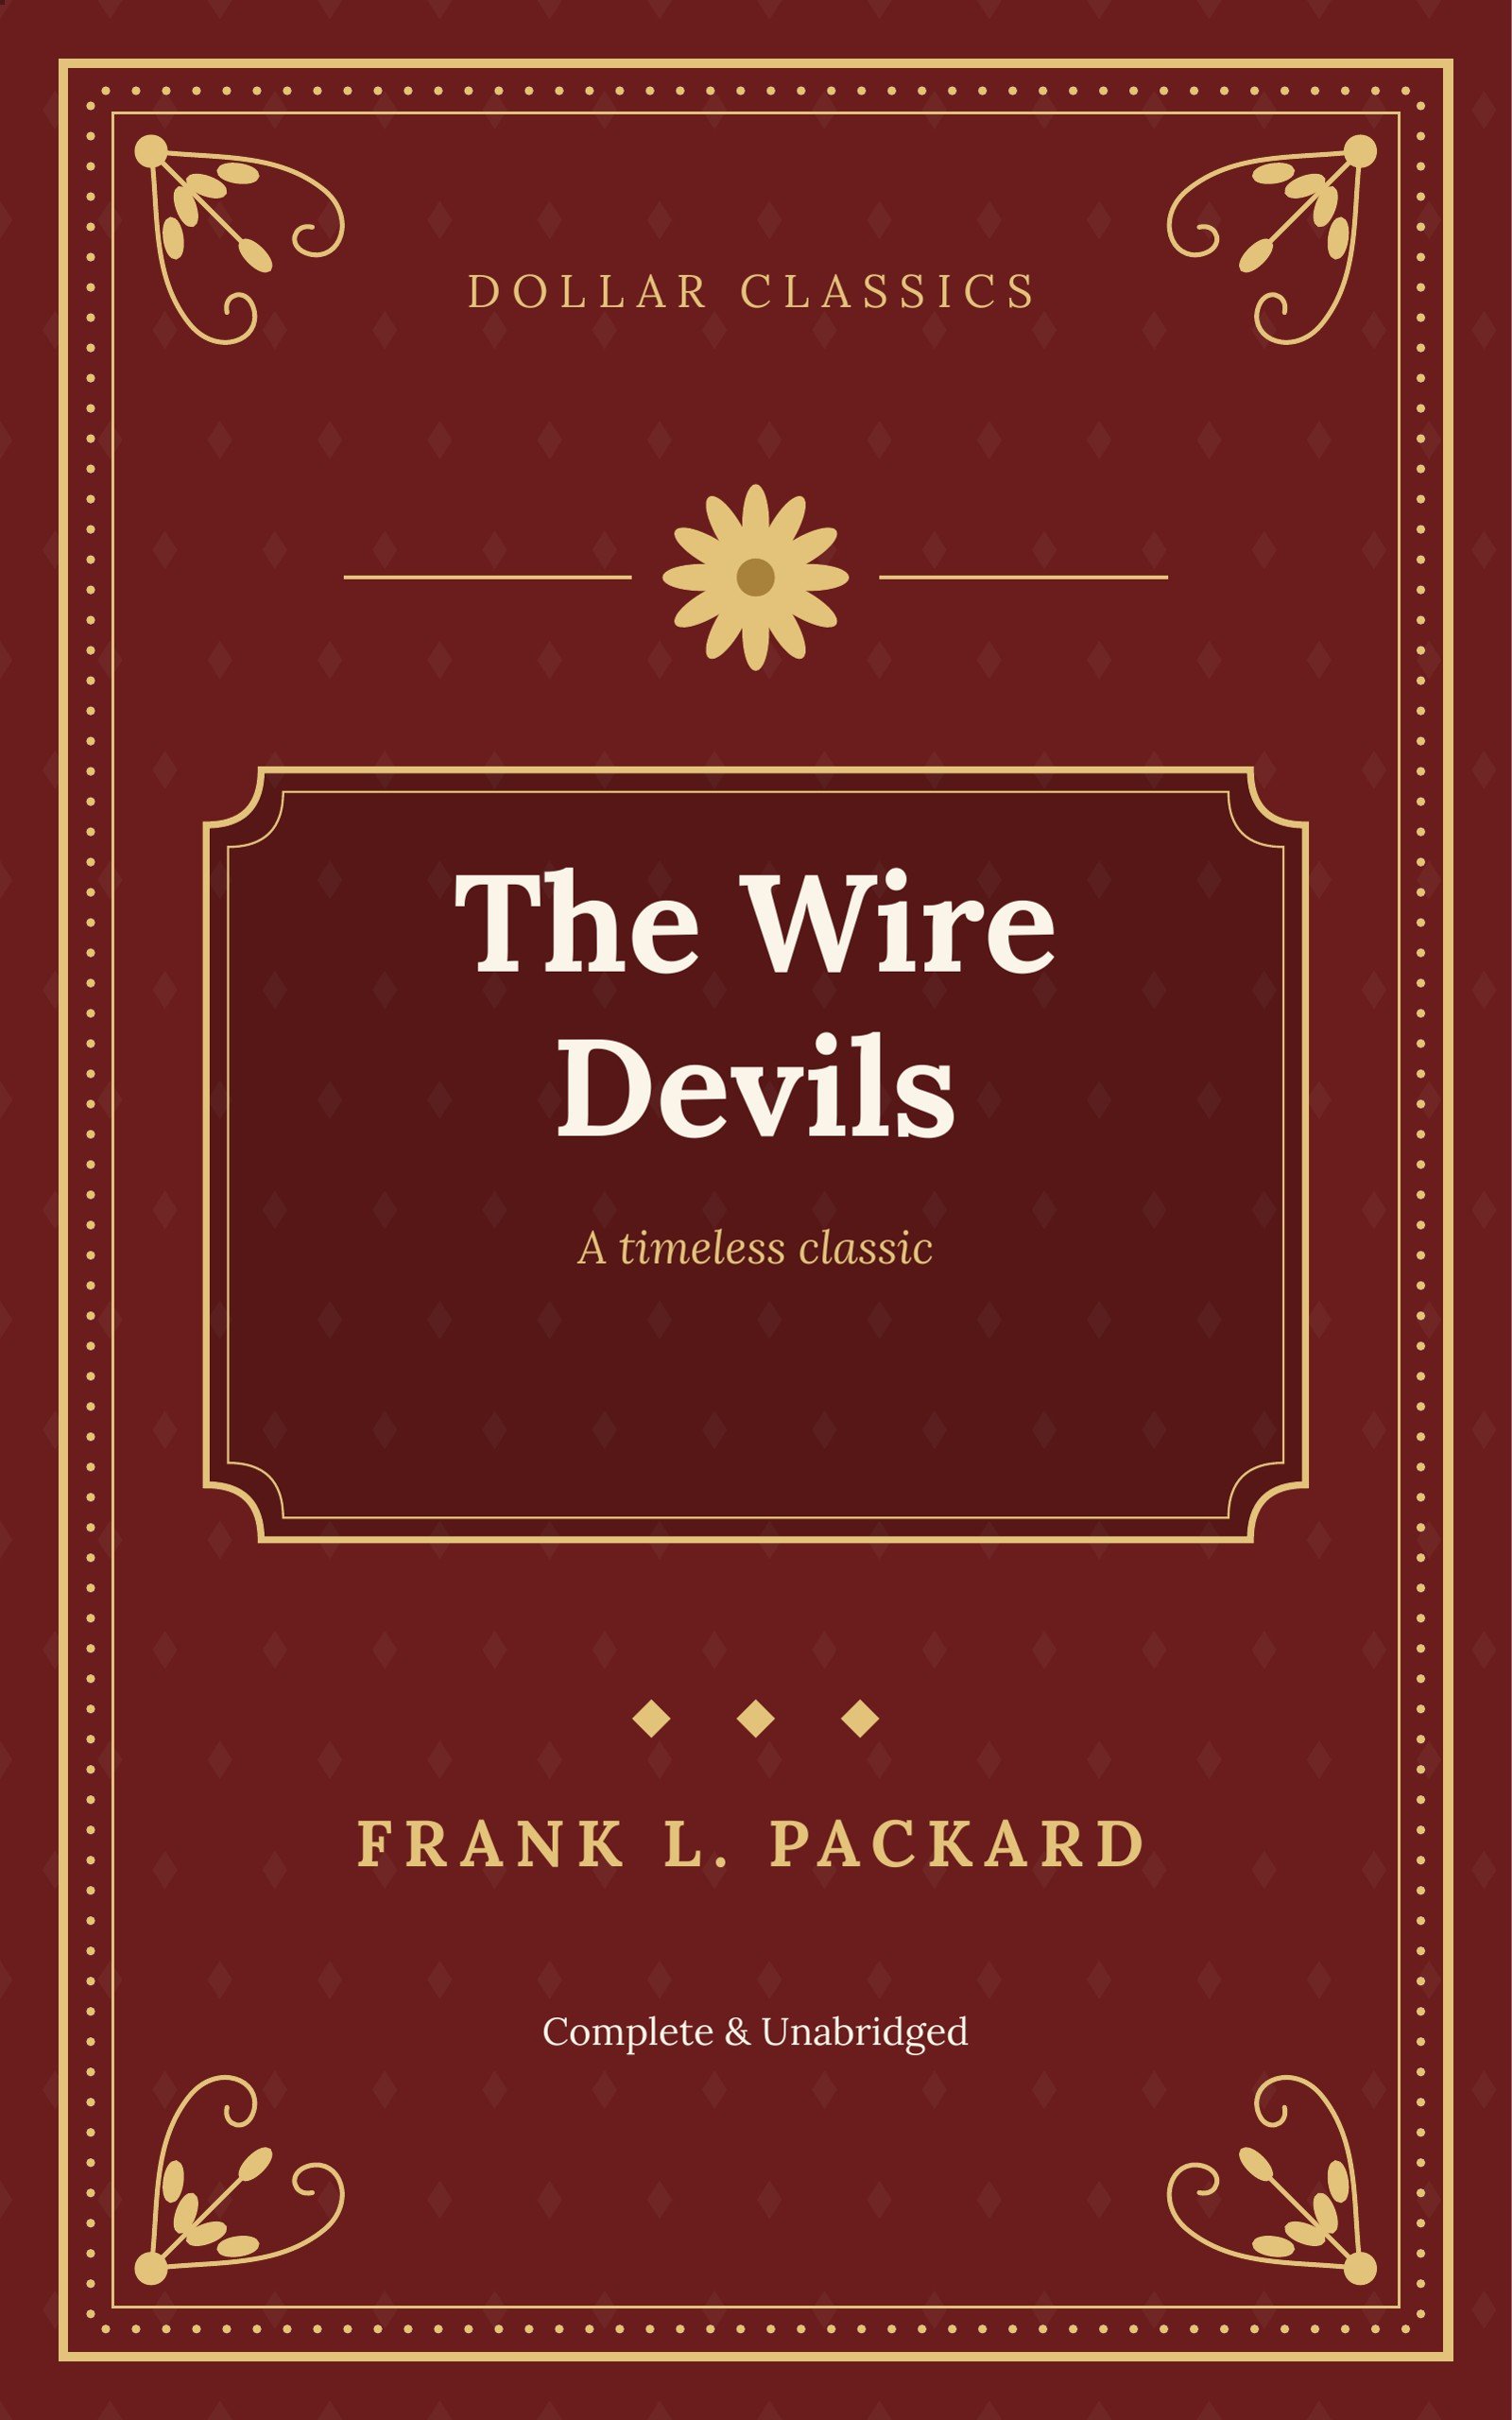 DOLLAR CLASSICS
The Wire
Devils
A timeless classic
FRANK L. PACKARD
Complete & Unabridged